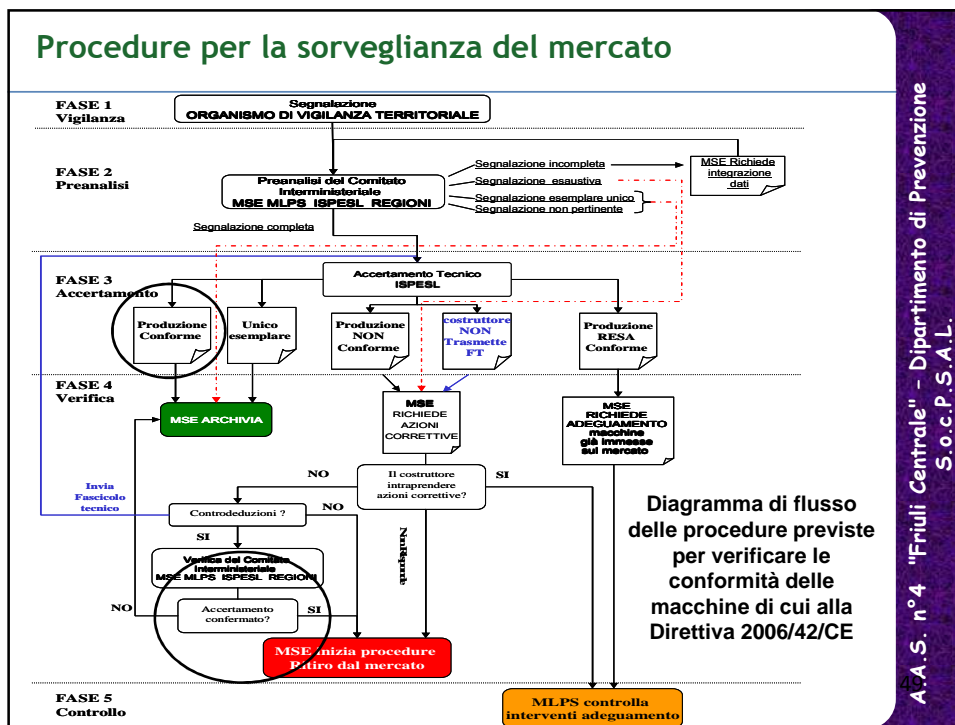 Procedure per la sorveglianza del mercato
FASE 1
Vigilanza
Segnalazione
ORGANISMO DI VIGILANZA TERRITORIALE
FASE 2
Preanalisi
Preanalisi del Comitato
Interministeriale
MSE MLPS ISPESL REGIONI
Segnalazione incompleta
Segnalazione esaustiva
Segnalazione esemplare unico
Segnalazione non pertinente
MSE Richiede
integrazione
dati
Segnalazione completa
FASE 3
Accertamento
Accertamento Tecnico
ISPESL
Produzione
Conforme
Unico
esemplare
Produzione
NON
Conforme
costruttore
NON
Trasmette
FT
Produzione
RESA
Conforme
FASE 4
Verifica
MSE ARCHIVIA
MSE
RICHIEDE
AZIONI
CORRETTIVE
MSE
RICHIEDE
ADEGUAMENTO
macchine
già immesse
sul mercato
NO
Il costruttore
intraprendere
azioni correttive?
SI
Invia
Fascicolo
tecnico
Controdeduzioni ?
NO
SI
Non Risponde
Verifica del Comitato
Interministeriale
MSE MLPS ISPESL REGIONI
NO
Accertamento
confermato?
SI
MSE inizia procedure
Ritiro dal mercato
Diagramma di flusso
delle procedure previste
per verificare le
conformità delle
macchine di cui alla
Direttiva 2006/42/CE
FASE 5
Controllo
MLPS controlla
interventi adeguamento
A.A.S. n°4 "Friuli Centrale" – Dipartimento di Prevenzione
S.o.c.P.S.A.L.
49